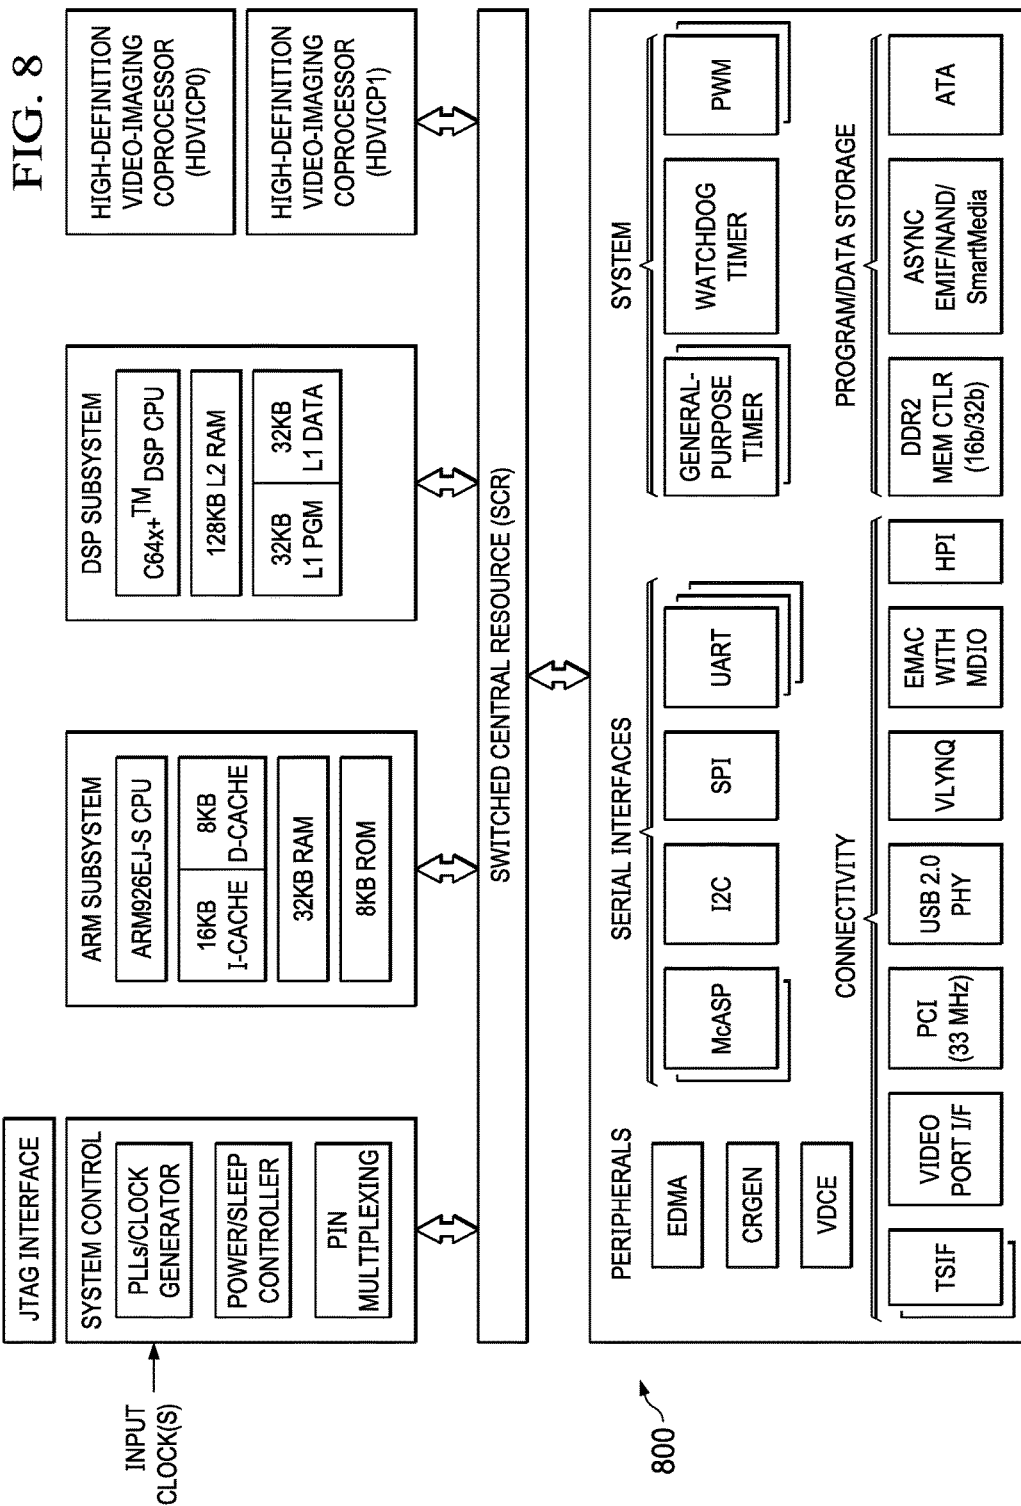 FIG. 8
JTAG INTERFACE
INPUT
CLOCK(S)
SYSTEM CONTROL
PLLs/CLOCK
GENERATOR
POWER/SLEEP
CONTROLLER
PIN
MULTIPLEXING
ARM SUBSYSTEM
ARM926EJ-S CPU
16KB
I-CACHE
8KB
D-CACHE
32KB RAM
8KB ROM
DSP SUBSYSTEM
C64x+TM DSP CPU
128KB L2 RAM
32KB
L1 PGM
32KB
L1 DATA
HIGH-DEFINITION
VIDEO-IMAGING
COPROCESSOR
(HDVICP0)
HIGH-DEFINITION
VIDEO-IMAGING
COPROCESSOR
(HDVICP1)
SWITCHED CENTRAL RESOURCE (SCR)
800
PERIPHERALS
EDMA
CRGEN
VDCE
SERIAL INTERFACES
McASP
I2C
SPI
UART
SYSTEM
GENERAL-
PURPOSE
TIMER
WATCHDOG
TIMER
PWM
CONNECTIVITY
TSIF
VIDEO
PORT I/F
PCI
(33 MHz)
USB 2.0
PHY
VLYNQ
EMAC
WITH
MDIO
HPI
PROGRAM/DATA STORAGE
DDR2
MEM CTLR
(16b/32b)
ASYNC
EMIF/NAND/
SmartMedia
ATA